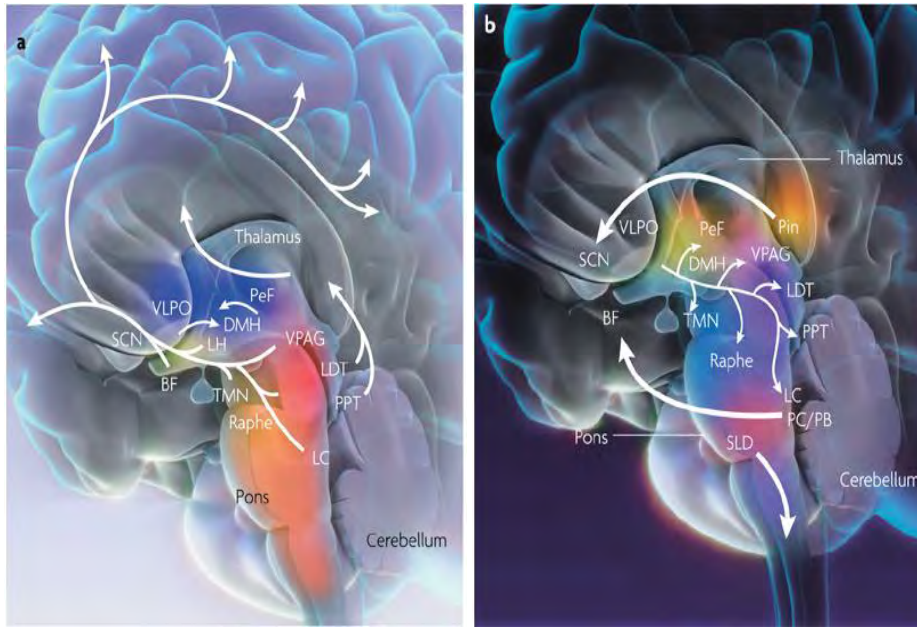 a
Thalamus
VLPO
PeF
SCN
DMH
LH
VPAG
BF
TMN
LDT
Raphe
PPT
LC
Pons
Cerebellum
b
Thalamus
VLPO
PeF
Pin
SCN
DMH
VPAG
LDT
BF
TMN
PPT
Raphe
LC
PC/PB
Pons
SLD
Cerebellum